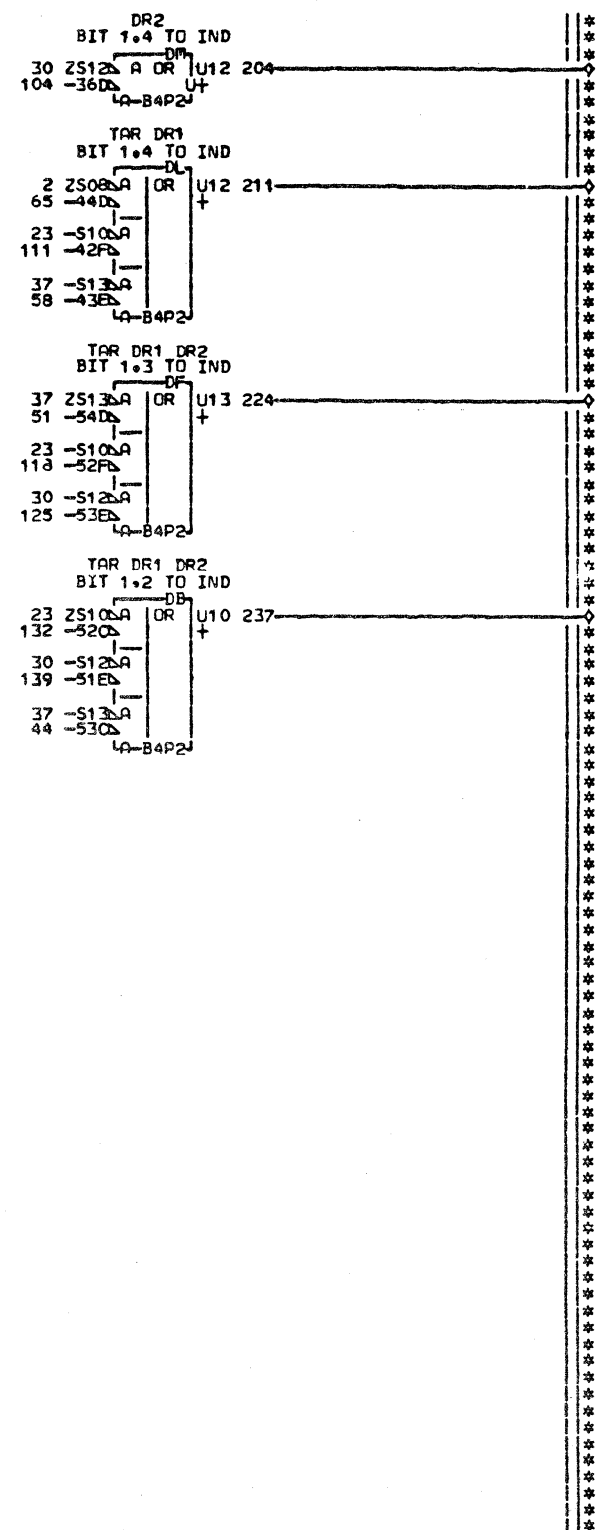 DR2
BIT 1.4 TO IND
DM
30 ZS12 A OR U12 204
104 -36D U+
A-B4P2
TAR DR1
BIT 1.4 TO IND
DL
2 ZS08 A OR U12 211
65 -44D +
23 -S10 A
111 -42F
37 -S13 A
58 -43E
A-B4P2
TAR DR1 DR2
BIT 1.3 TO IND
DF
37 ZS13 A OR U13 224
51 -54D +
23 -S10 A
118 -52F
30 -S12 A
125 -53E
A-B4P2
TAR DR1 DR2
BIT 1.2 TO IND
DB
23 ZS10 A OR U10 237
132 -52C +
30 -S12 A
139 -51E
37 -S13 A
44 -53C
A-B4P2